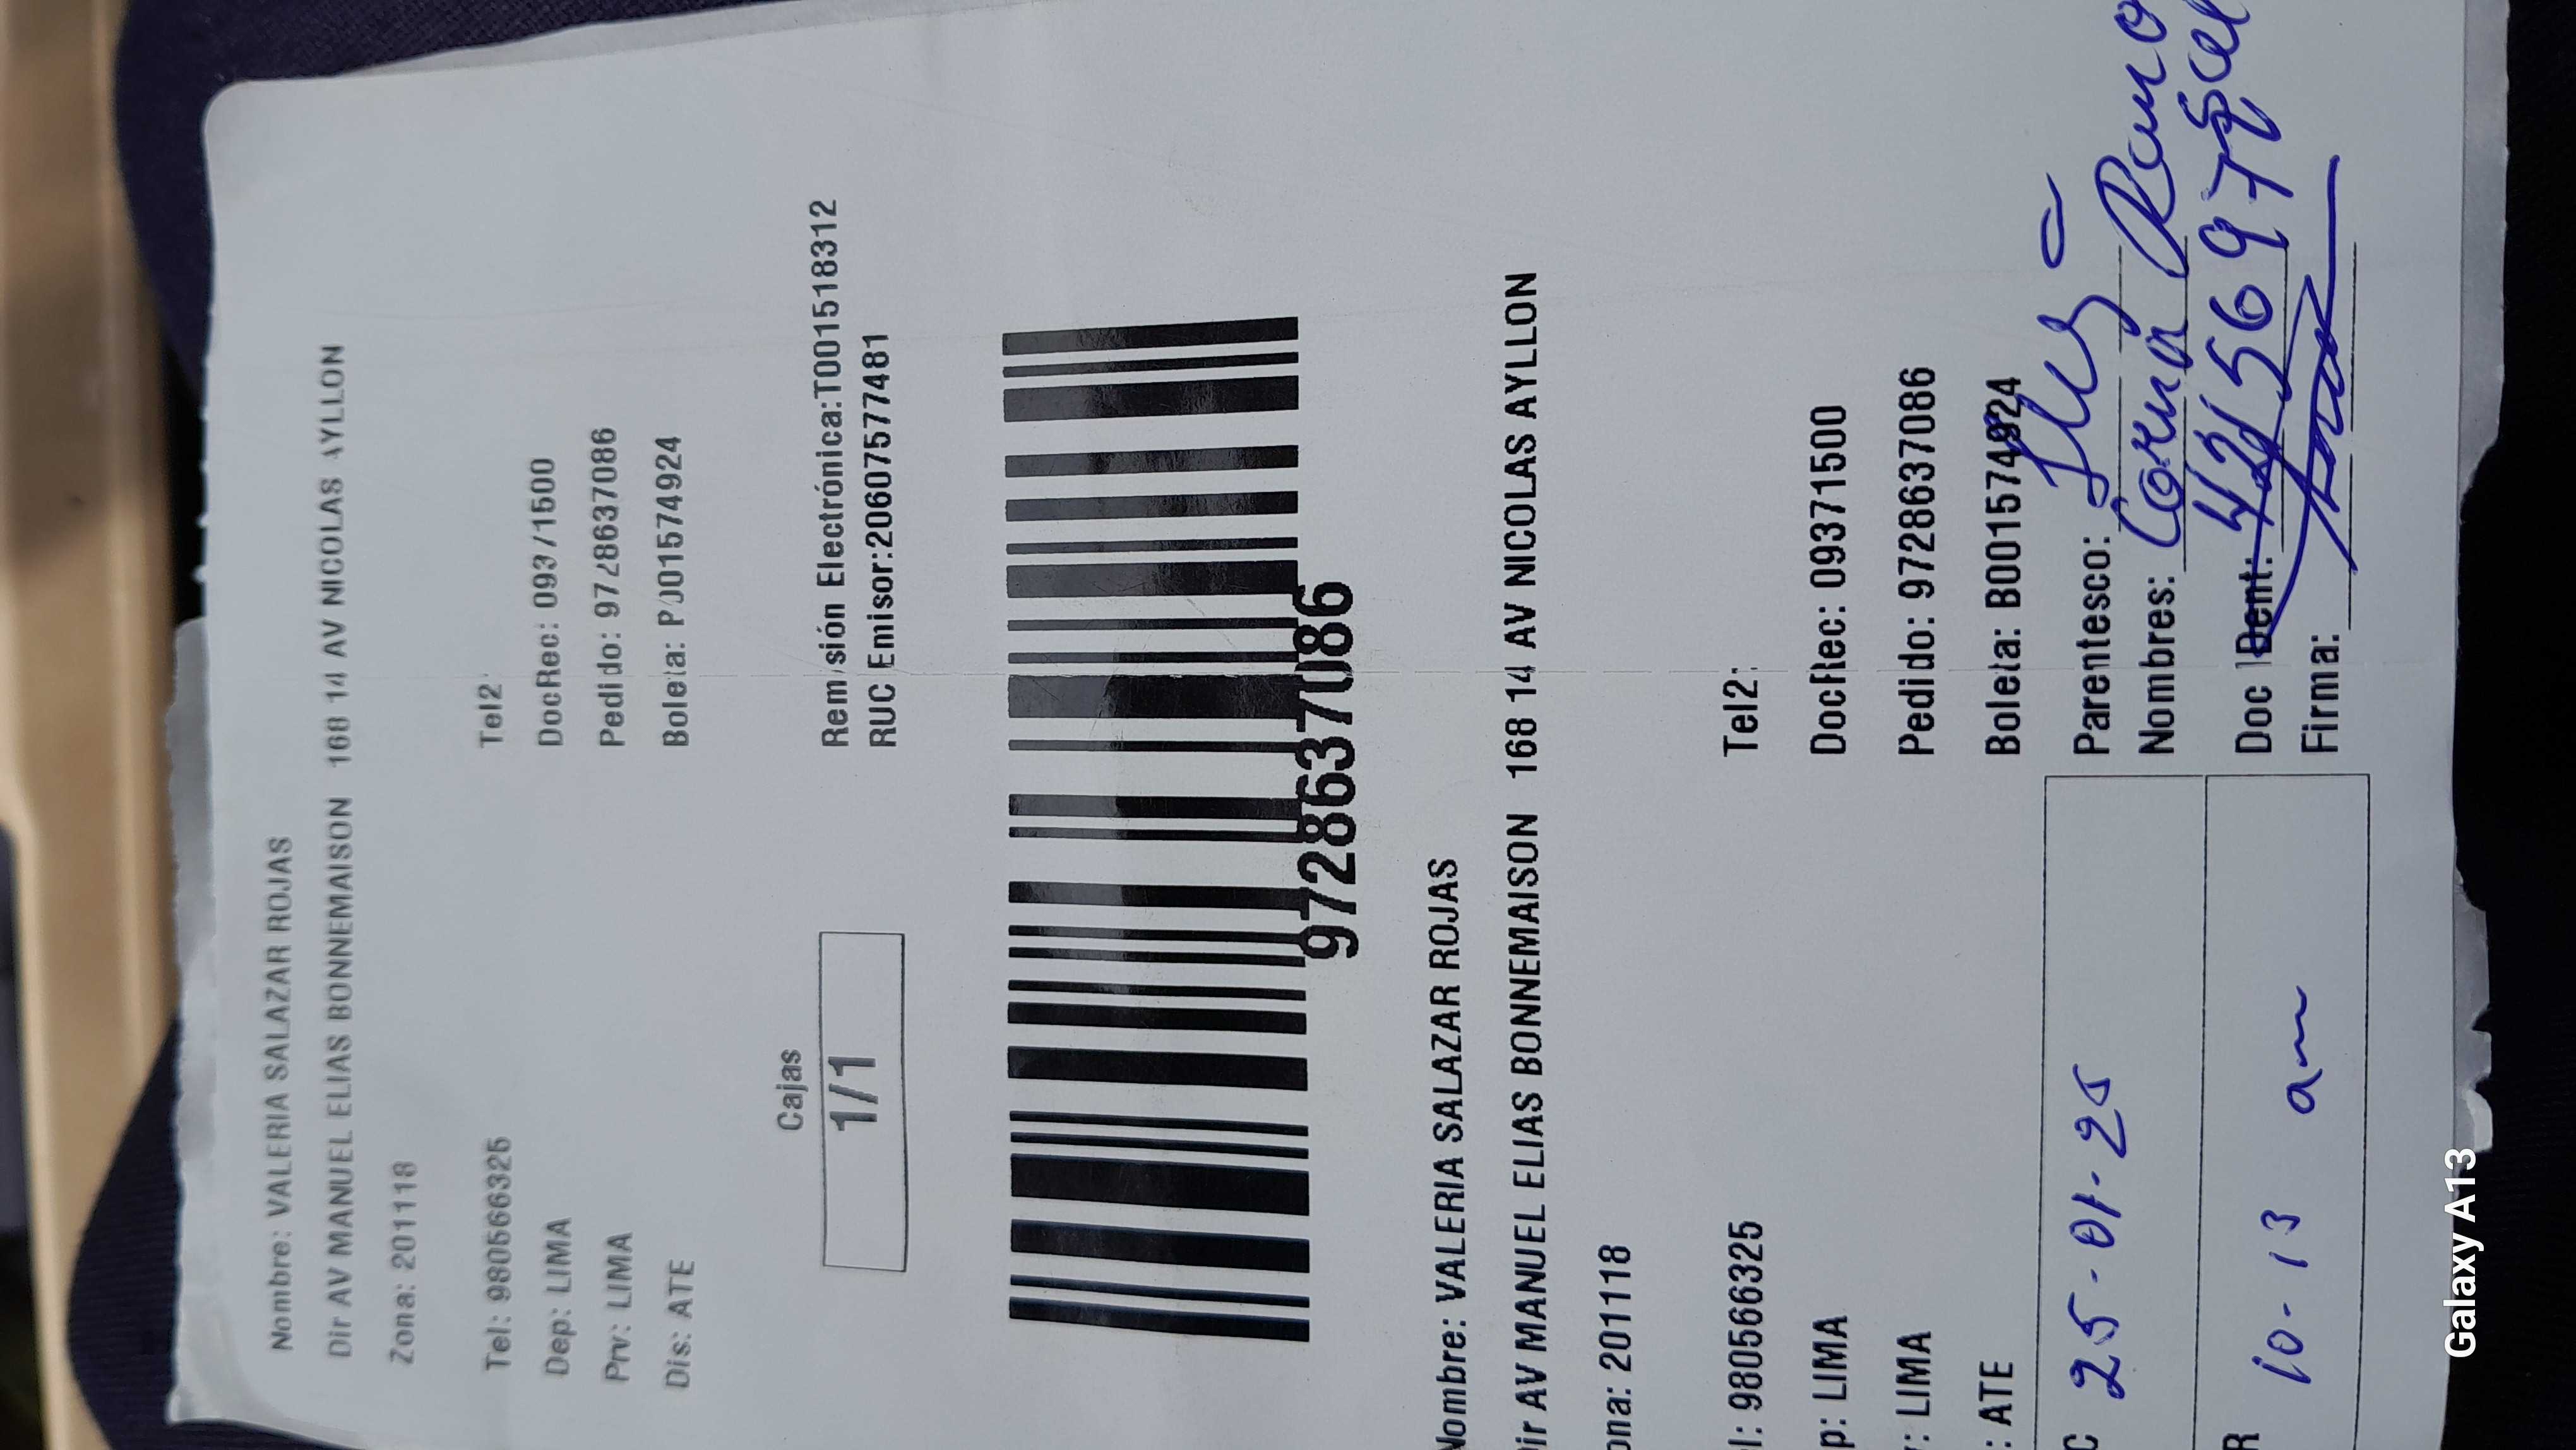 Nombre: VALERIA SALAZAR ROJAS
Dir AV MANUEL ELIAS BONNEMAISON 168 14 AV NICOLAS AYLLON
Zona: 201118
Tel: 980566325 Tel2:
Dep: LIMA DocRec: 09371500
Prv: LIMA Pedido: 9728637086
Dis: ATE Boleta: P001574924
Cajas
1/1
Remisión Electrónica:T001518312
RUC Emisor:20607577481
9728637086
Nombre: VALERIA SALAZAR ROJAS
Dir AV MANUEL ELIAS BONNEMAISON 168 14 AV NICOLAS AYLLON
ona: 201118
l: 980566325 Tel2:
p: LIMA DocRec: 09371500
: LIMA Pedido: 9728637086
: ATE Boleta: B001574924
C 25-01-25 Parentesco:
Nombres:
R 10-13 am Doc Ident:
Firma:
Galaxy A13